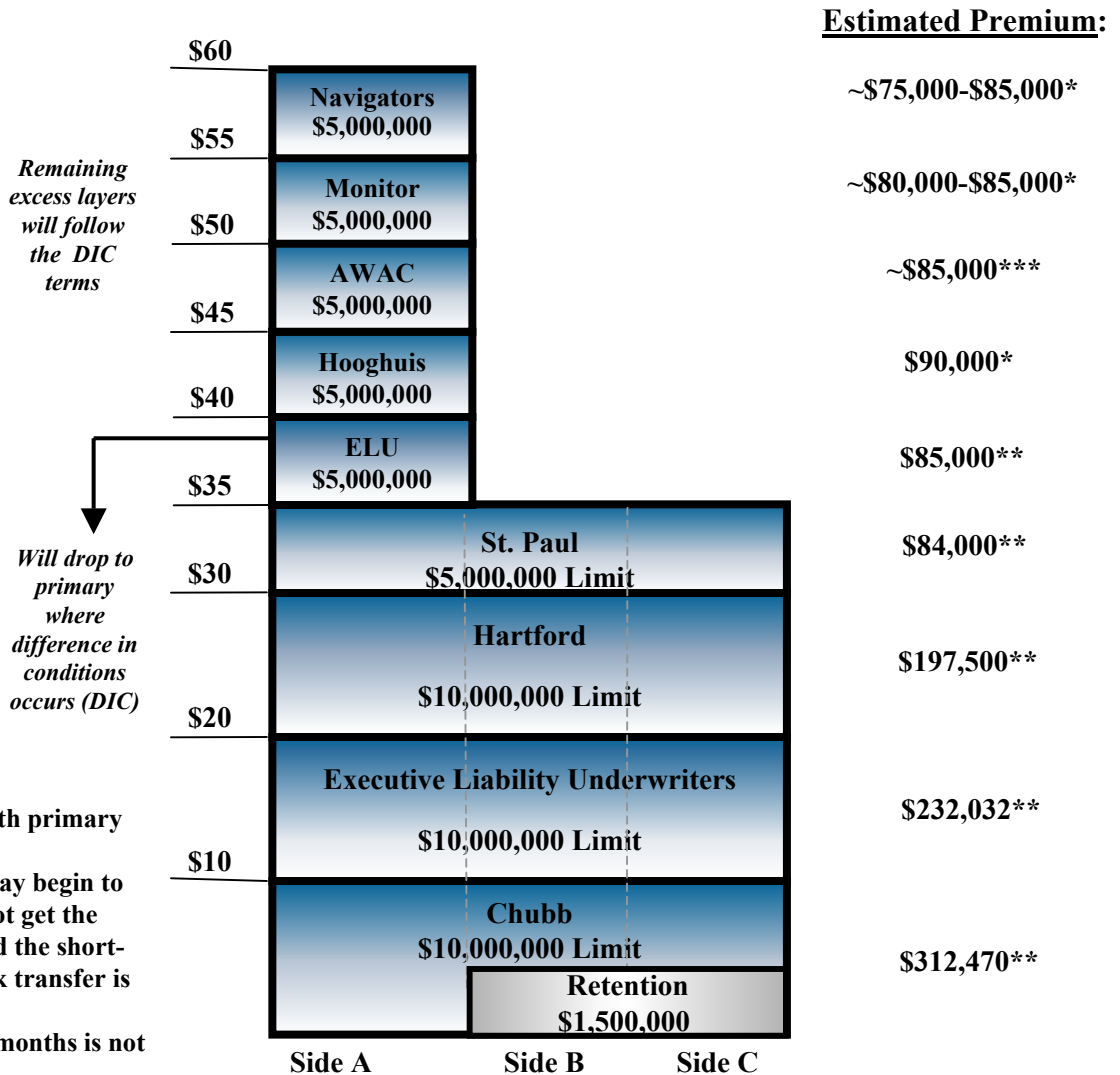 Estimated Premium:
$60
Navigators
$5,000,000
~$75,000-$85,000*
$55
Remaining
excess layers
will follow
the DIC
terms
Monitor
$5,000,000
~$80,000-$85,000*
$50
AWAC
$5,000,000
~$85,000***
$45
Hooghuis
$5,000,000
$90,000*
$40
ELU
$5,000,000
$85,000**
$35
St. Paul
$5,000,000 Limit
$84,000**
Will drop to
primary
where
difference in
conditions
occurs (DIC)
$30
Hartford
$10,000,000 Limit
$197,500**
$20
Executive Liability Underwriters
$10,000,000 Limit
$232,032**
th primary
$10
ay begin to
ot get the
d the short-
k transfer is
months is not
Chubb
$10,000,000 Limit
$312,470**
Retention
$1,500,000
Side A
Side B
Side C